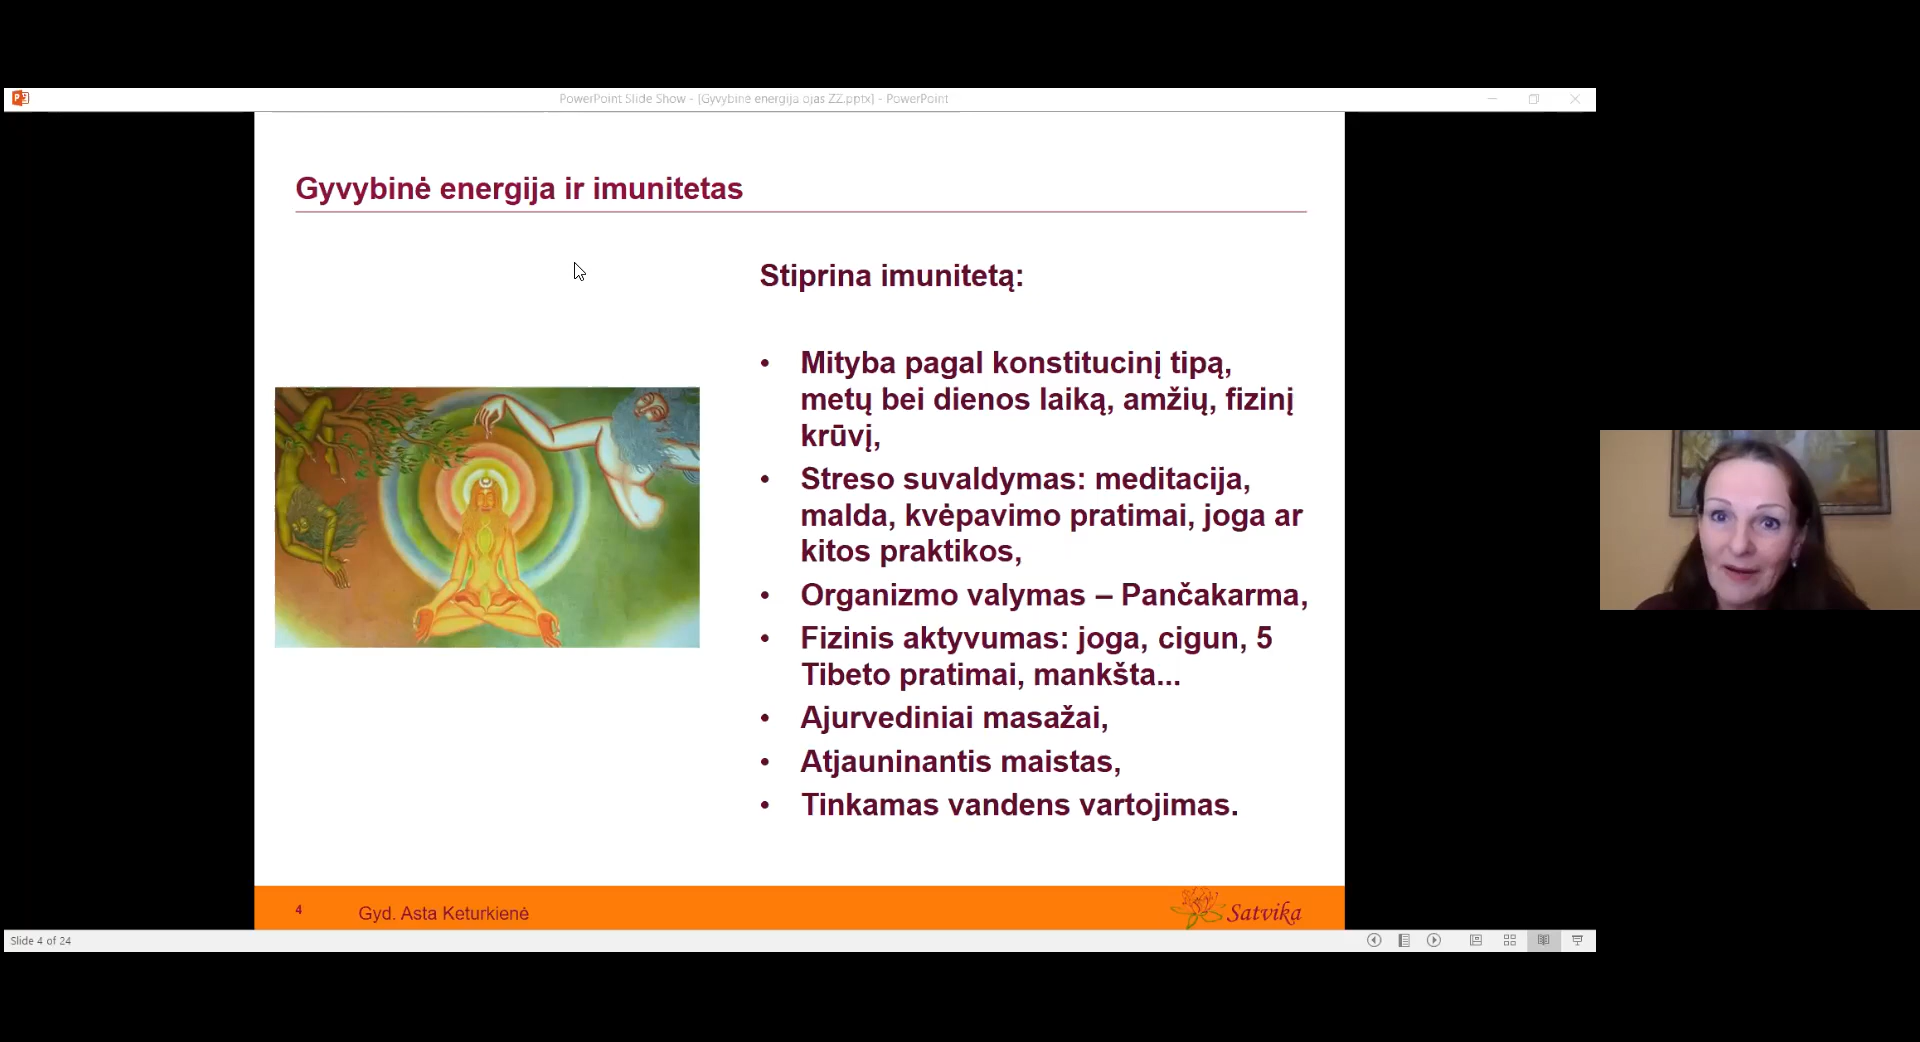 PowerPoint Slide Show - [Gyvybine energija ojas ZZ.pptx] - PowerPoint
Gyvybinė energija ir imunitetas
Stiprina imunitetą:
• Mityba pagal konstitucinį tipą,
metų bei dienos laiką, amžių, fizinį
krūvį,
• Streso suvaldymas: meditacija,
malda, kvėpavimo pratimai, joga ar
kitos praktikos,
• Organizmo valymas – Pančakarma,
• Fizinis aktyvumas: joga, cigun, 5
Tibeto pratimai, mankšta...
• Ajurvediniai masažai,
• Atjauninantis maistas,
• Tinkamas vandens vartojimas.
4
Gyd. Asta Keturkienė
Satvika
Slide 4 of 24